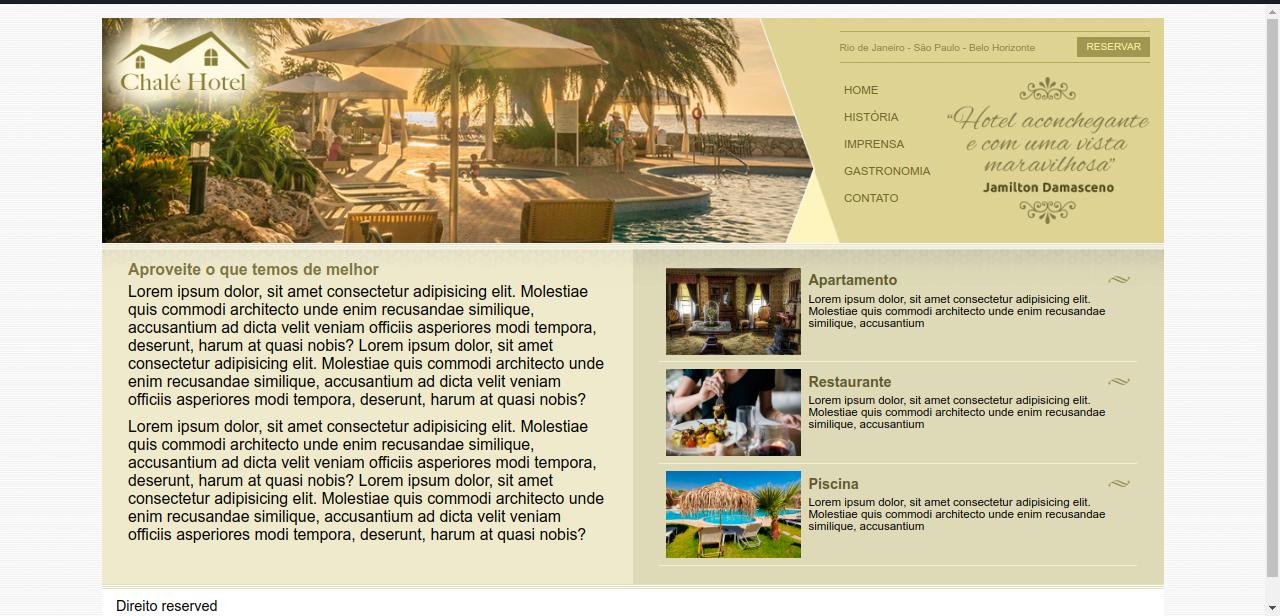 Chalé Hotel
Rio de Janeiro - São Paulo - Belo Horizonte
RESERVAR
HOME
HISTÓRIA
IMPRENSA
GASTRONOMIA
CONTATO
“Hotel aconchegante
e com uma vista
maravilhosa”
Jamilton Damasceno
Aproveite o que temos de melhor
Lorem ipsum dolor, sit amet consectetur adipisicing elit. Molestiae
quis commodi architecto unde enim recusandae similique,
accusantium ad dicta velit veniam officiis asperiores modi tempora,
deserunt, harum at quasi nobis? Lorem ipsum dolor, sit amet
consectetur adipisicing elit. Molestiae quis commodi architecto unde
enim recusandae similique, accusantium ad dicta velit veniam
officiis asperiores modi tempora, deserunt, harum at quasi nobis?
Lorem ipsum dolor, sit amet consectetur adipisicing elit. Molestiae
quis commodi architecto unde enim recusandae similique,
accusantium ad dicta velit veniam officiis asperiores modi tempora,
deserunt, harum at quasi nobis? Lorem ipsum dolor, sit amet
consectetur adipisicing elit. Molestiae quis commodi architecto unde
enim recusandae similique, accusantium ad dicta velit veniam
officiis asperiores modi tempora, deserunt, harum at quasi nobis?
Apartamento
Lorem ipsum dolor, sit amet consectetur adipisicing elit.
Molestiae quis commodi architecto unde enim recusandae
similique, accusantium
Restaurante
Lorem ipsum dolor, sit amet consectetur adipisicing elit.
Molestiae quis commodi architecto unde enim recusandae
similique, accusantium
Piscina
Lorem ipsum dolor, sit amet consectetur adipisicing elit.
Molestiae quis commodi architecto unde enim recusandae
similique, accusantium
Direito reserved